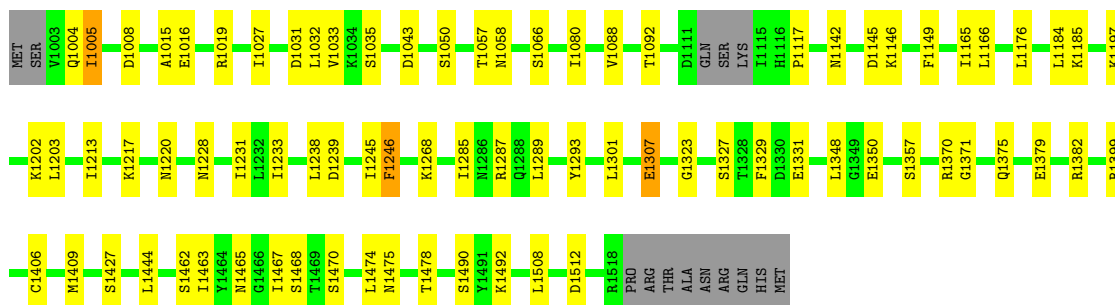 MET SER V1003 Q1004 I1005 D1008 A1015 E1016 R1019 I1027 D1031 L1032 V1033 K1034 S1035 D1043 S1050 T1057 N1058 S1066 I1080 V1088 T1092 D1111 GLN SER LYS I1115 H1116 P1117 N1142 D1145 K1146 F1149 I1165 L1166 L1176 L1184 K1185 K1197
K1202 L1203 I1213 K1217 N1220 N1228 I1231 L1232 I1233 L1238 D1239 I1245 F1246 K1268 I1285 N1286 R1287 Q1288 L1289 Y1293 L1301 E1307 G1323 S1327 T1328 F1329 D1330 E1331 L1348 G1349 E1350 S1357 R1370 G1371 Q1375 E1379 R1382
C1406 M1409 S1427 L1444 S1462 I1463 Y1464 N1465 G1466 I1467 S1468 T1469 S1470 L1474 N1475 T1478 S1490 Y1491 K1492 L1508 D1512 R1518 PRO ARG THR ALA ASN ARG GLN HIS MET